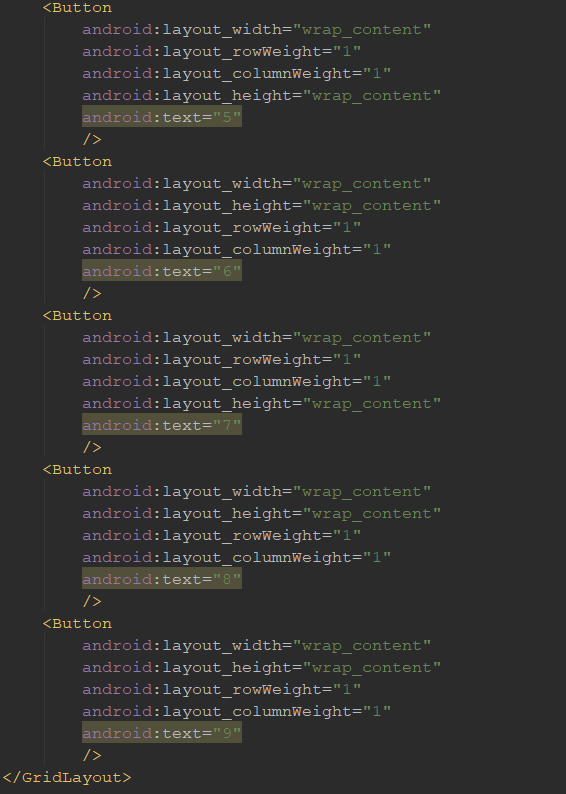 <Button
android:layout_width="wrap_content"
android:layout_rowWeight="1"
android:layout_columnWeight="1"
android:layout_height="wrap_content"
android:text="5"
/>
<Button
android:layout_width="wrap_content"
android:layout_height="wrap_content"
android:layout_rowWeight="1"
android:layout_columnWeight="1"
android:text="6"
/>
<Button
android:layout_width="wrap_content"
android:layout_rowWeight="1"
android:layout_columnWeight="1"
android:layout_height="wrap_content"
android:text="7"
/>
<Button
android:layout_width="wrap_content"
android:layout_height="wrap_content"
android:layout_rowWeight="1"
android:layout_columnWeight="1"
android:text="8"
/>
<Button
android:layout_width="wrap_content"
android:layout_height="wrap_content"
android:layout_rowWeight="1"
android:layout_columnWeight="1"
android:text="9"
/>
</GridLayout>